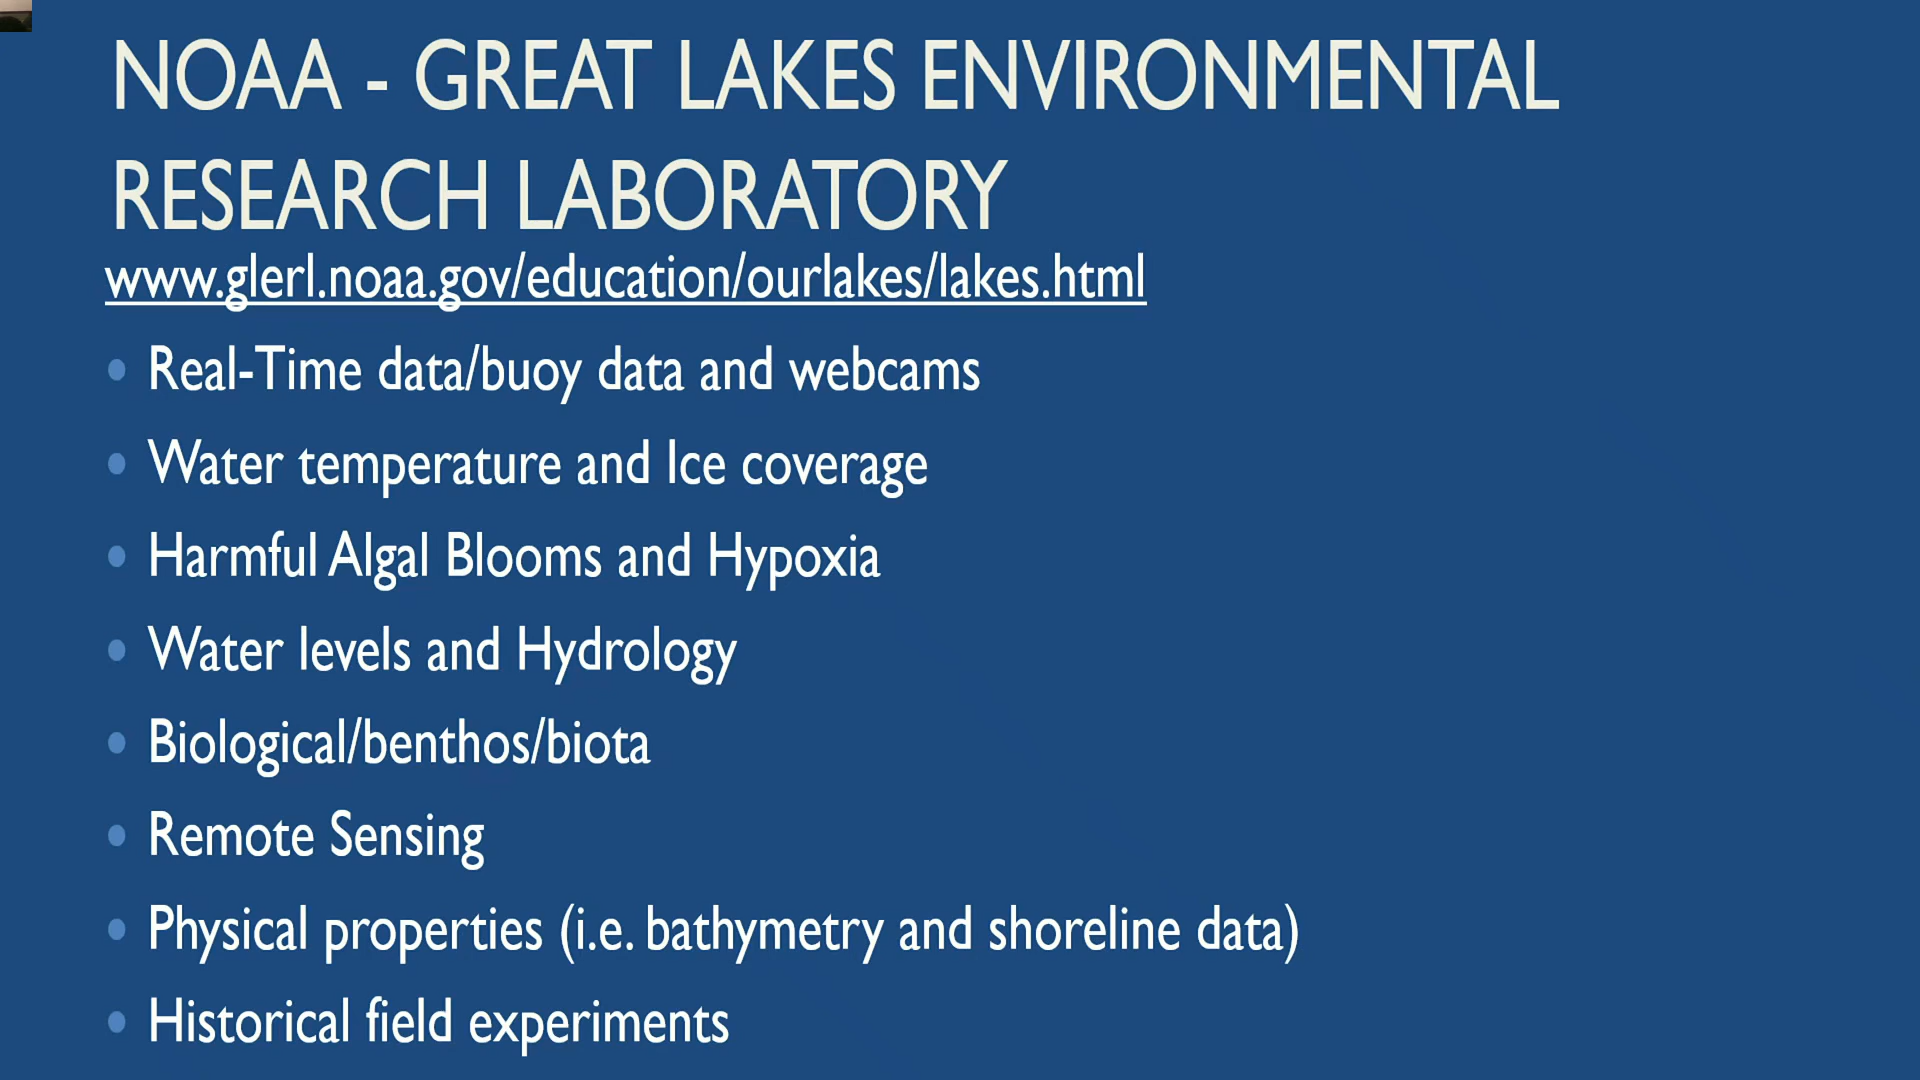 NOAA - GREAT LAKES ENVIRONMENTAL
RESEARCH LABORATORY
www.glerl.noaa.gov/education/ourlakes/lakes.html
• Real-Time data/buoy data and webcams
• Water temperature and Ice coverage
• Harmful Algal Blooms and Hypoxia
• Water levels and Hydrology
• Biological/benthos/biota
• Remote Sensing
• Physical properties (i.e. bathymetry and shoreline data)
• Historical field experiments